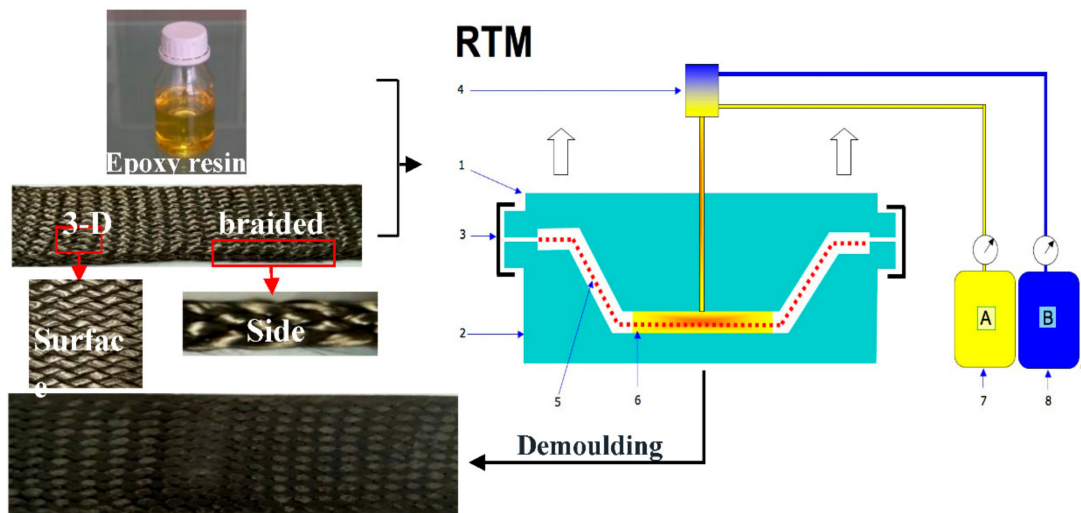 RTM
Epoxy resin
3-D braided
Surfac
e
Side
Demoulding
4
1
3
2
5
6
A
B
7
8